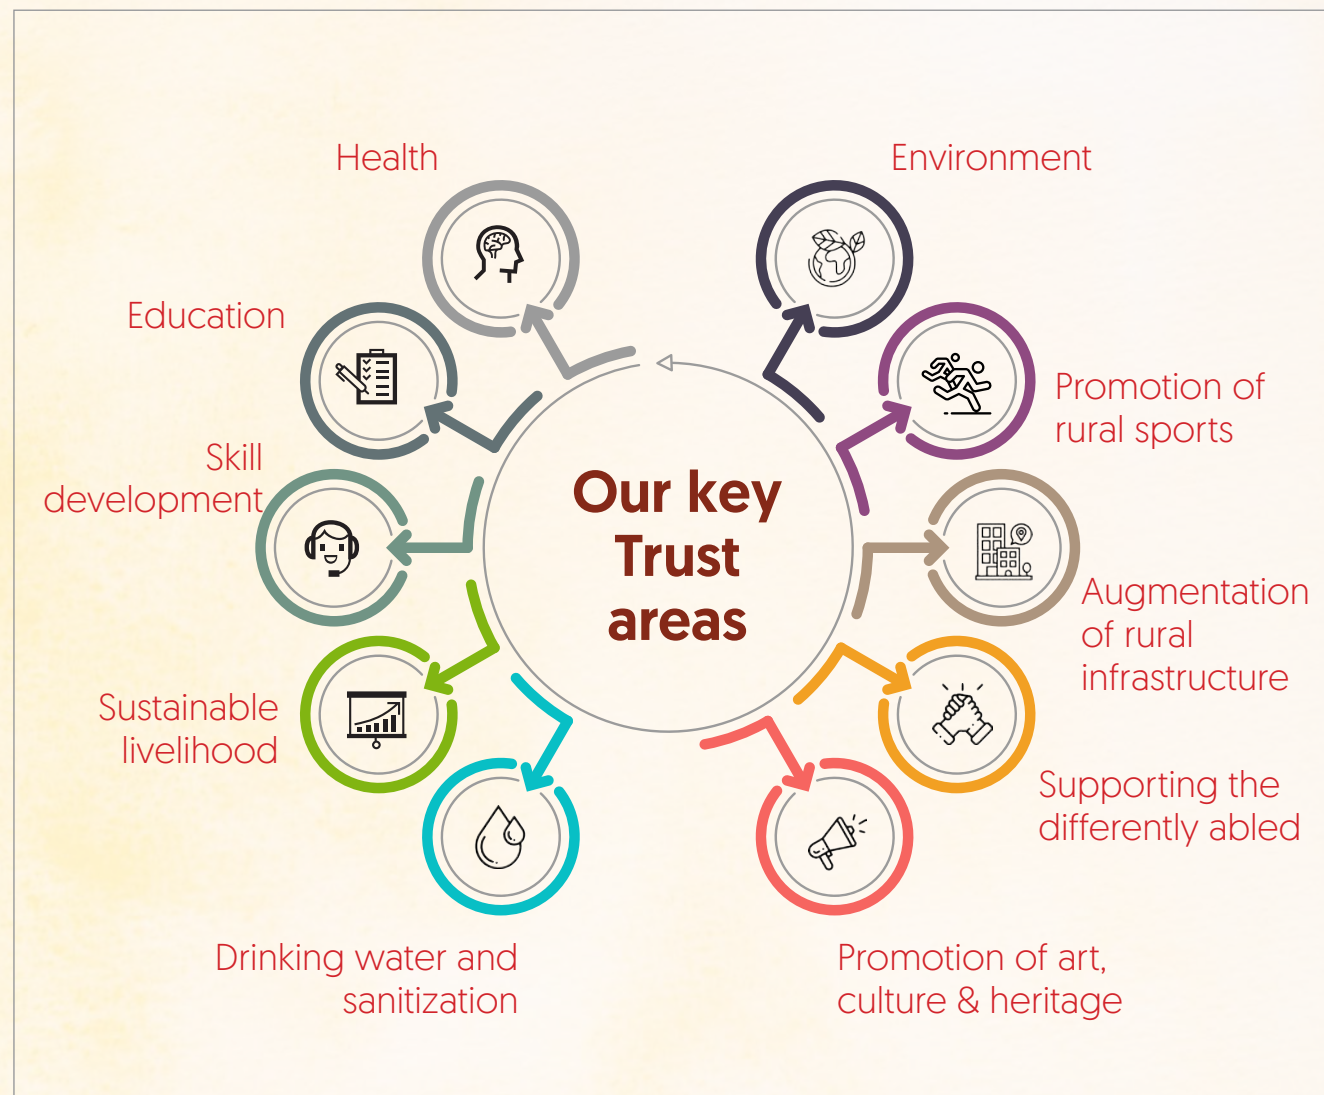 Health
Education
Skill
development
Sustainable
livelihood
Drinking water and
sanitization
Our key
Trust
areas
Environment
Promotion of
rural sports
Augmentation
of rural
infrastructure
Supporting the
differently abled
Promotion of art,
culture & heritage